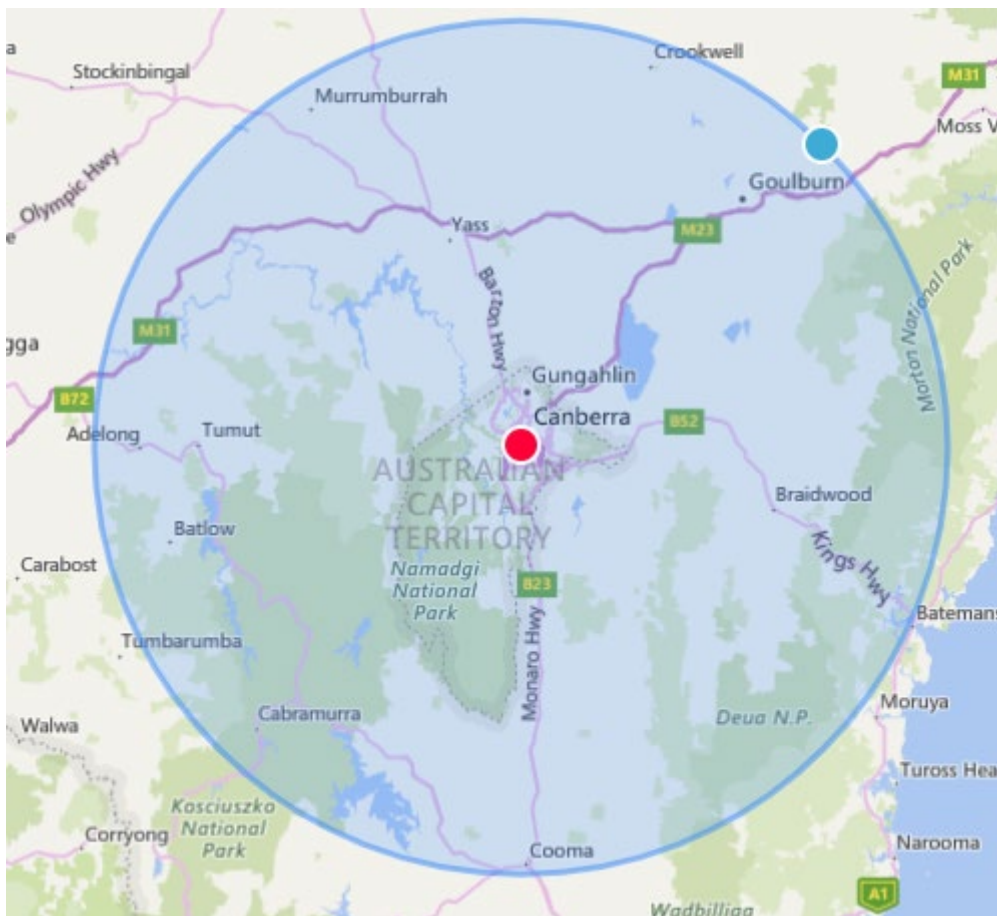 a
Stockinbingal
Murrumburrah
Crookwell
M31
Moss V
Olympic Hwy
e
Goulburn
Yass
M23
Barton Hwy
Morton National Park
M31
gga
B72
Gungahlin
Canberra
B52
Adelong
Tumut
AUSTRALIAN
CAPITAL
TERRITORY
Braidwood
Batlow
Kings Hwy
Carabost
Namadgi
National
Park
B23
Batemans
Tumbarumba
Monaro Hwy
Walwa
Cabramurra
Deua N.P.
Moruya
Tuross Hea
Kosciuszko
National
Park
Corryong
Cooma
Narooma
A1
Wadbilliga